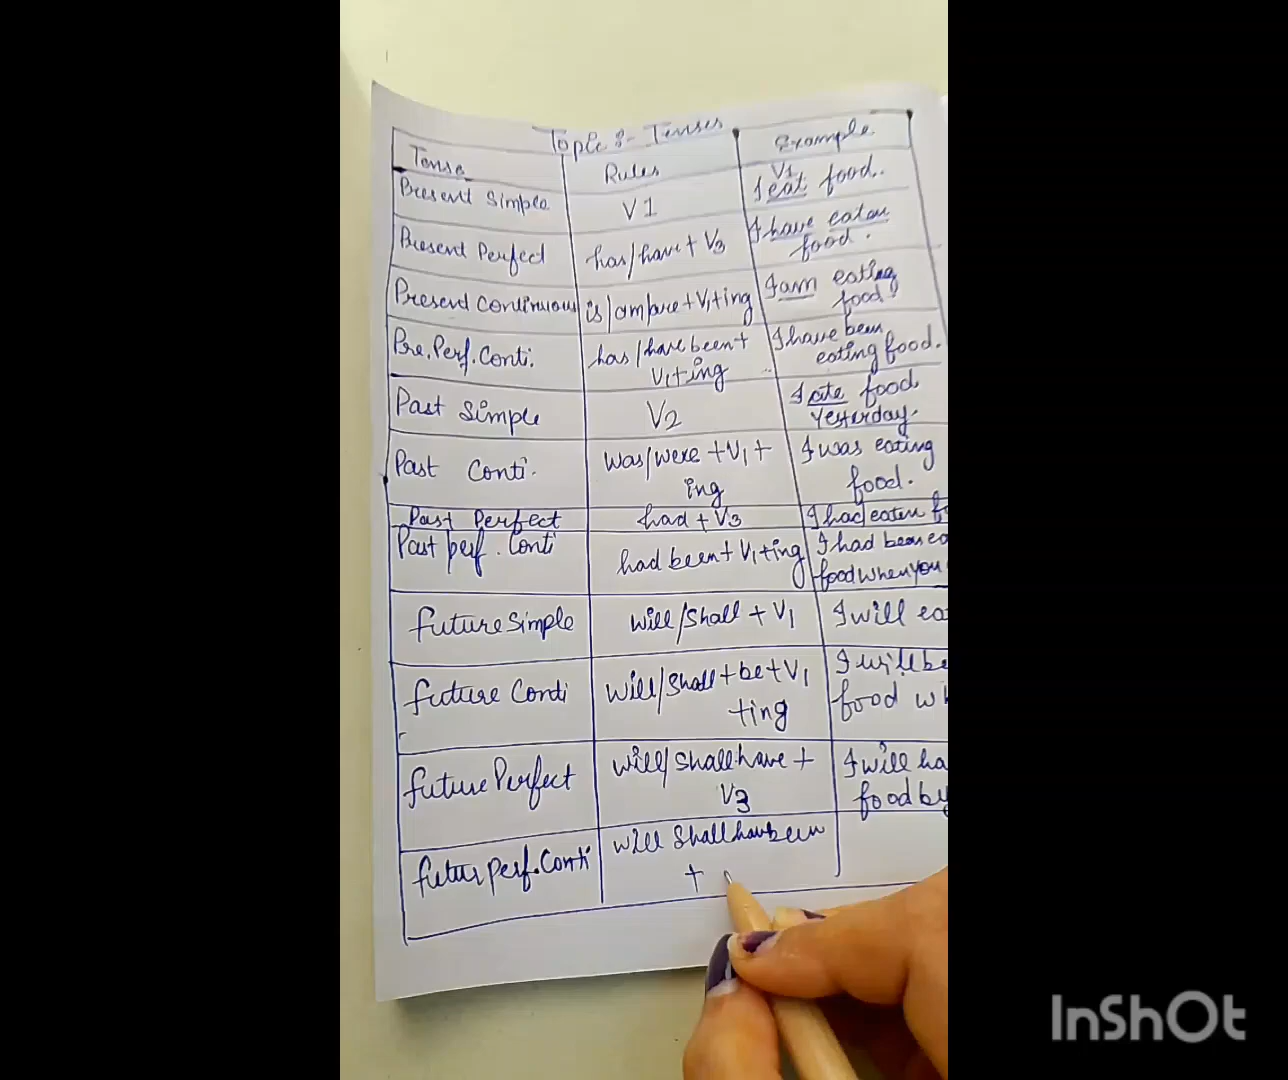 Topic :- Tenses
Tense Rules Example
Present Simple V1 V1
I eat food.
Present Perfect has/have + V3 I have eaten
food.
Present Continuous is/am/are + V1+ing I am eating
food.
Pre. Perf. Conti. has/have been + I have been
V1+ing eating food.
Past Simple V2 I ate food
Yesterday.
Past Conti. was/were + V1 + I was eating
ing food.
Past Perfect had + V3 I had eaten
Past perf. Conti had been + V1+ing I had been
food when you
future Simple will/Shall + V1 I will
future Conti will/Shall + be + V1 I will be
+ing food
future Perfect will/Shall have + I will
V3 food by
futur perf. Conti will Shall have been
+
InShOt